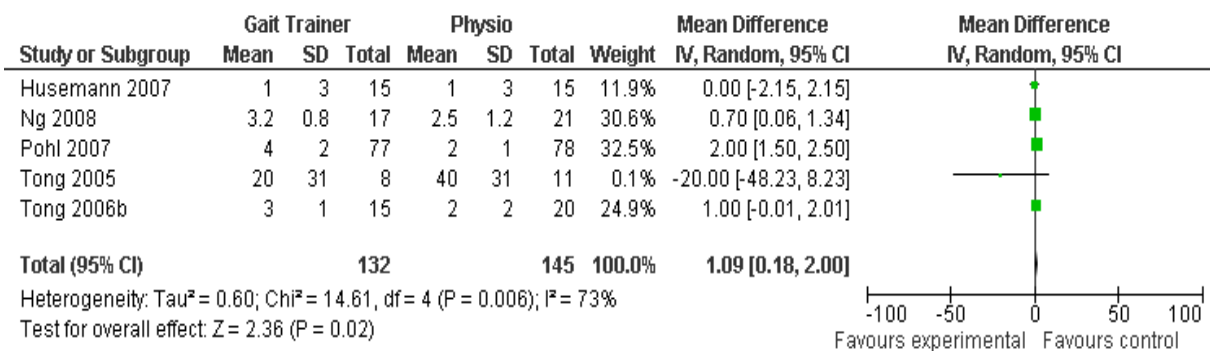 Gait Trainer Physio Mean Difference Mean Difference
Study or Subgroup Mean SD Total Mean SD Total Weight IV, Random, 95% CI IV, Random, 95% CI
Husemann 2007 1 3 15 1 3 15 11.9% 0.00 [-2.15, 2.15]
Ng 2008 3.2 0.8 17 2.5 1.2 21 30.6% 0.70 [0.06, 1.34]
Pohl 2007 4 2 77 2 1 78 32.5% 2.00 [1.50, 2.50]
Tong 2005 20 31 8 40 31 11 0.1% -20.00 [-48.23, 8.23]
Tong 2006b 3 1 15 2 2 20 24.9% 1.00 [-0.01, 2.01]
Total (95% CI) 132 145 100.0% 1.09 [0.18, 2.00]
Heterogeneity: Tau² = 0.60; Chi² = 14.61, df = 4 (P = 0.006); I² = 73%
Test for overall effect: Z = 2.36 (P = 0.02)
-100 -50 0 50 100
Favours experimental Favours control